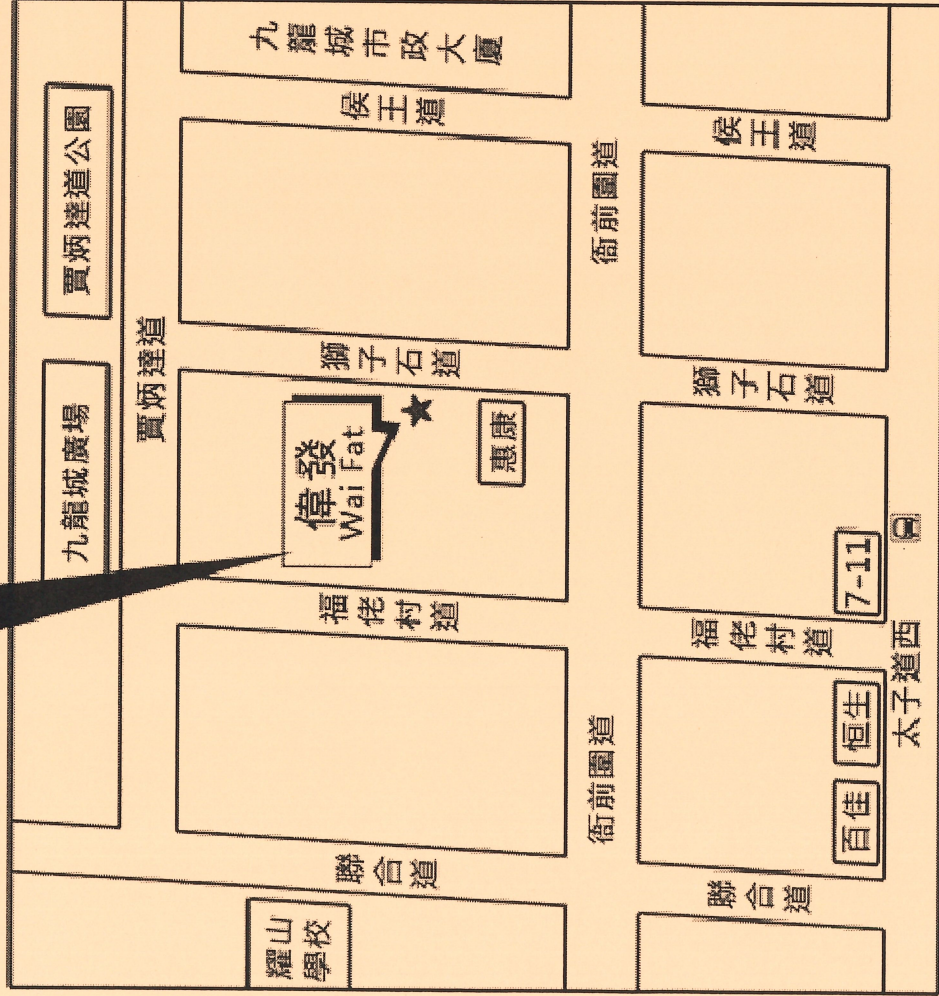 九龍城廣場
賈炳達道公園
賈炳達道
耀山
學校
聯合道
福佬村道
偉發
Wai Fat
獅子石道
侯王道
九龍城市政大廈
惠康
衙前圍道
衙前圍道
聯合道
福佬村道
獅子石道
侯王道
百佳
恒生
7-11
太子道西